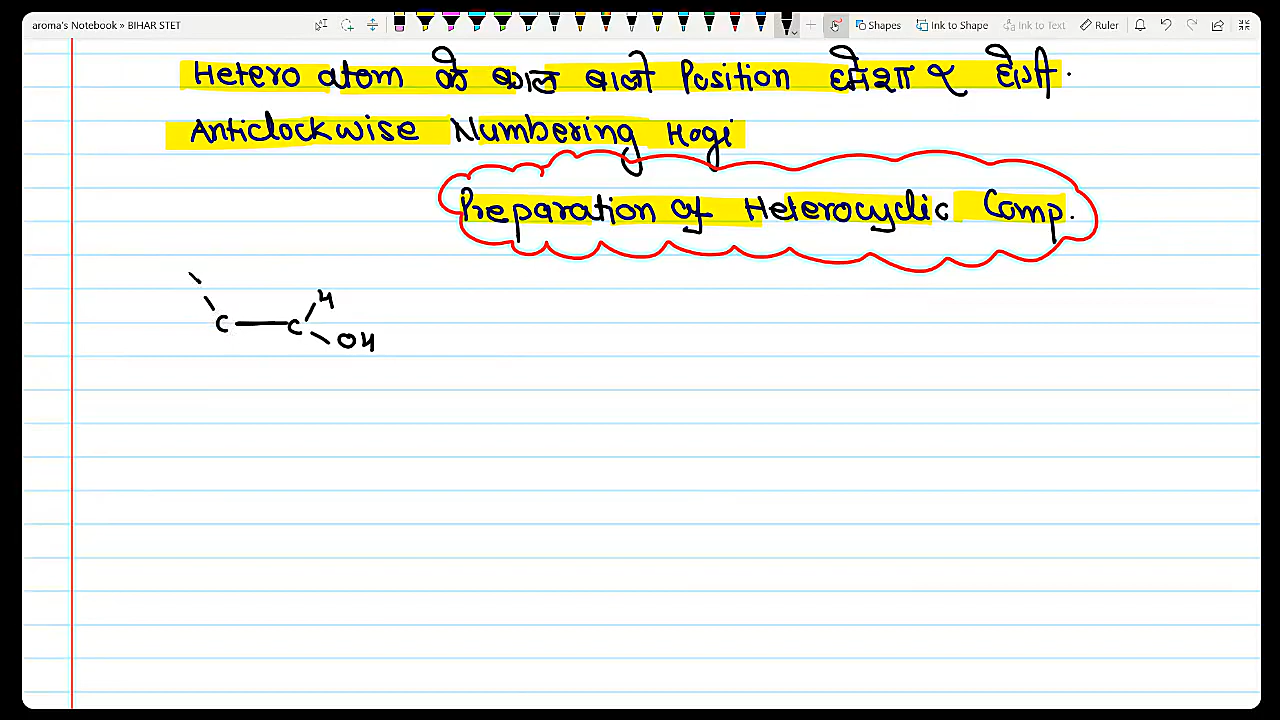 aroma's Notebook » BIHAR STET
Shapes Ink to Shape Ink to Text Ruler
Hetero atom के वाली Position हमेशा २ होगी.
Anticlockwise Numbering Hogi
Preparation of Heterocyclic Comp.
H
C C
OH